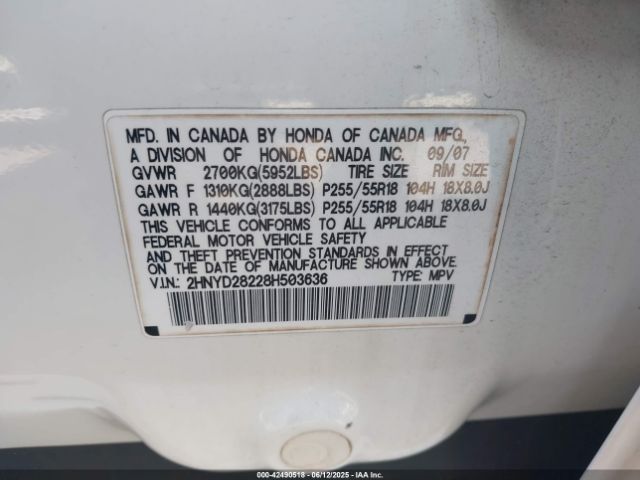 MFD. IN CANADA BY HONDA OF CANADA MFG.,
A DIVISION OF HONDA CANADA INC. 09/07
GVWR 2700KG(5952LBS) TIRE SIZE RIM SIZE
GAWR F 1310KG(2888LBS) P255/55R18 104H 18X8.0J
GAWR R 1440KG(3175LBS) P255/55R18 104H 18X8.0J
THIS VEHICLE CONFORMS TO ALL APPLICABLE
FEDERAL MOTOR VEHICLE SAFETY
AND THEFT PREVENTION STANDARDS IN EFFECT
ON THE DATE OF MANUFACTURE SHOWN ABOVE.
V.I.N.: 2HNYD28228H503636 TYPE: MPV
00-42490518 - 06/12/2025 - IAAI.COM